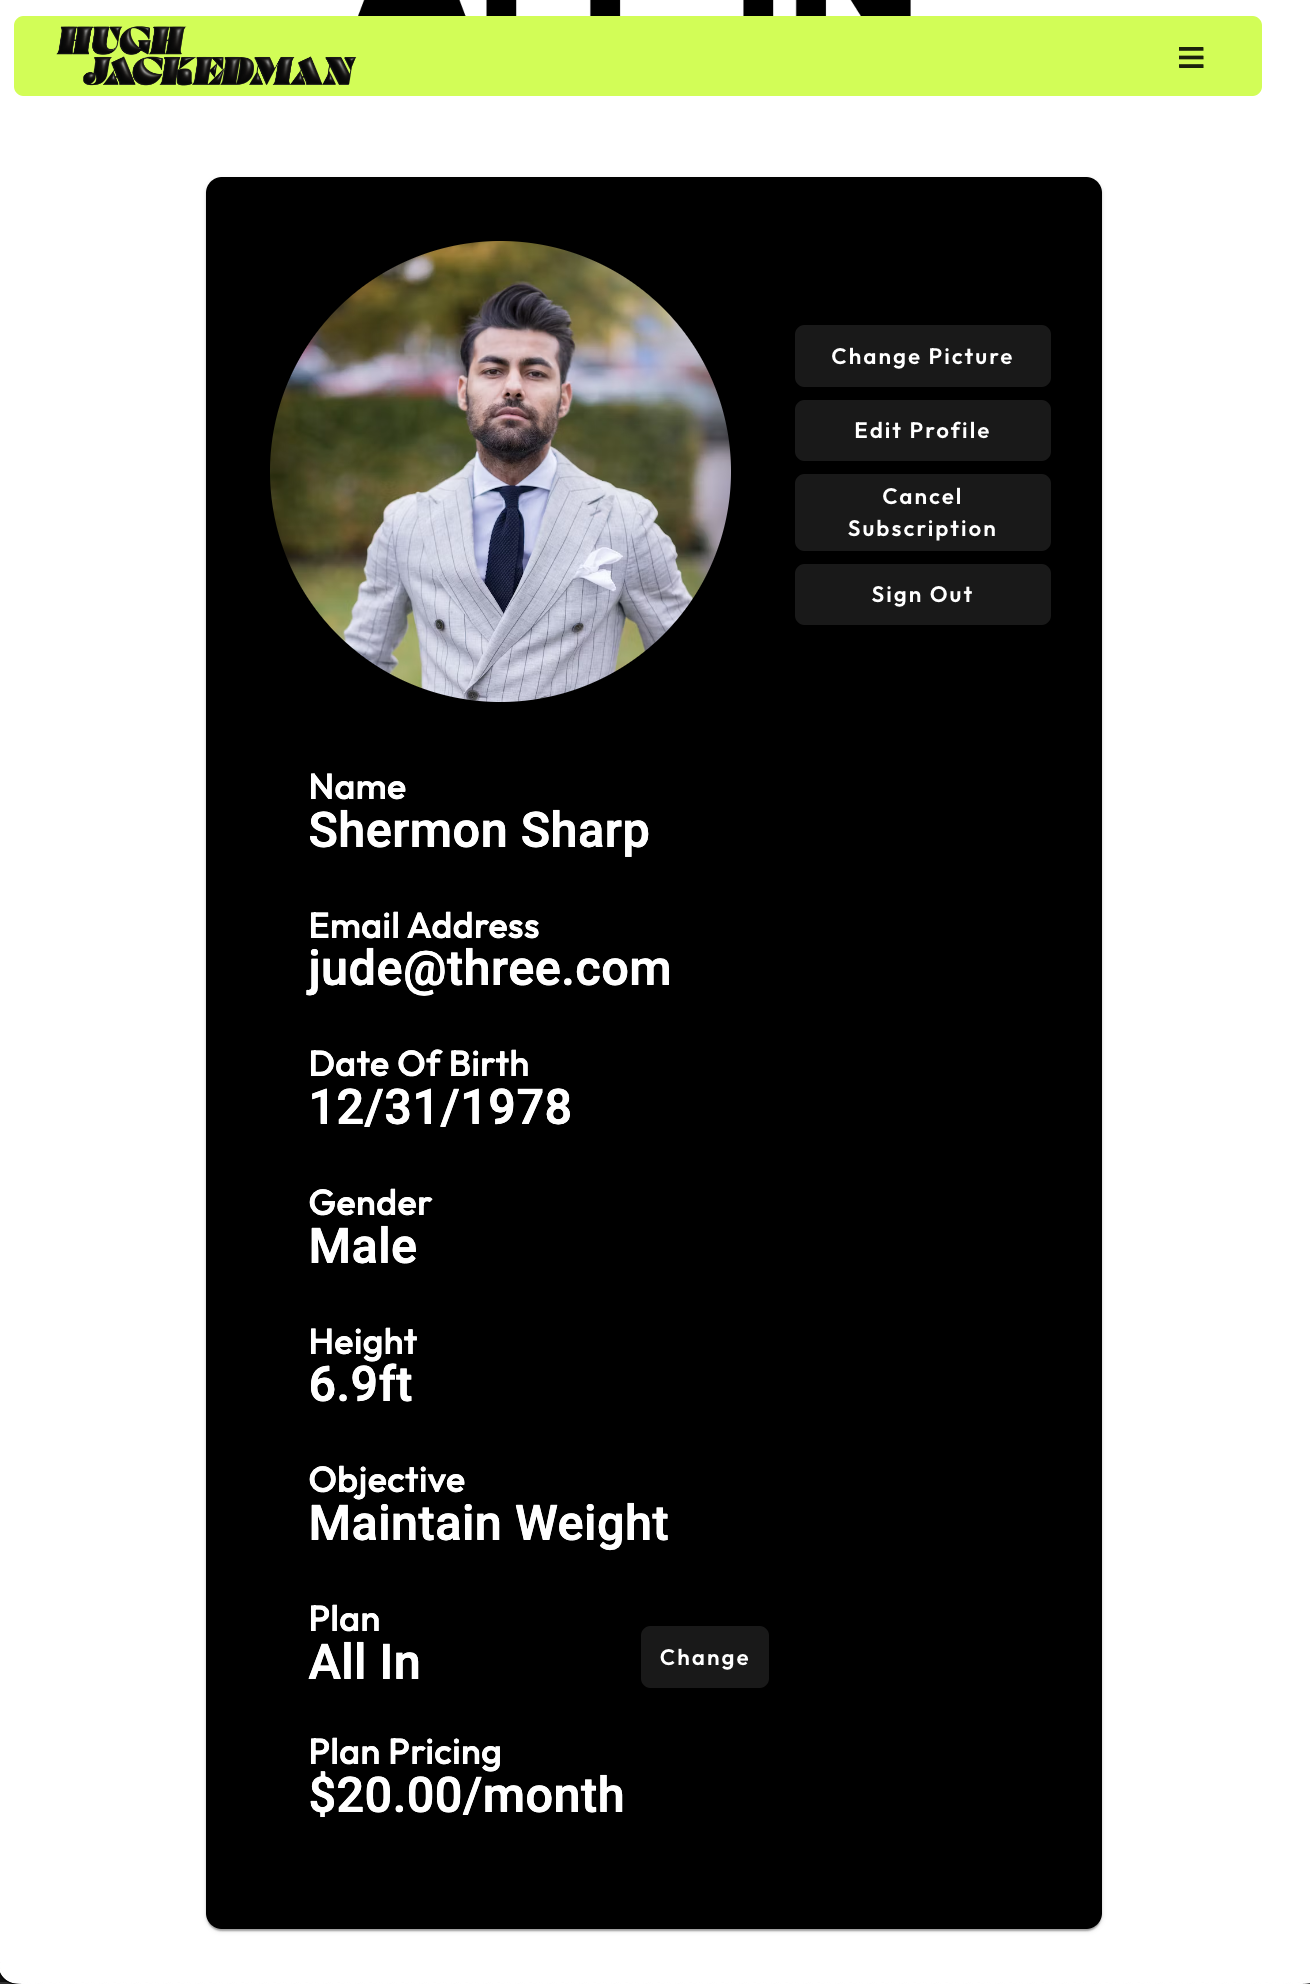 ALL IN
HUGH
JACKEDMAN
Change Picture
Edit Profile
Cancel
Subscription
Sign Out
Name
Shermon Sharp
Email Address
jude@three.com
Date Of Birth
12/31/1978
Gender
Male
Height
6.9ft
Objective
Maintain Weight
Plan
All In
Change
Plan Pricing
$20.00/month